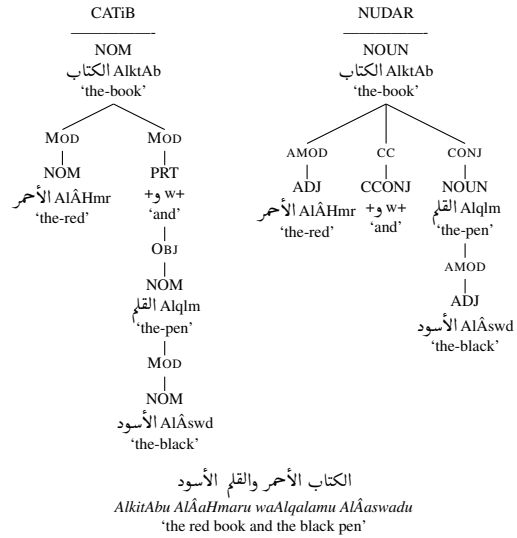 CATiB
NOM
الكتاب AlktAb
‘the-book’
MOD MOD
NOM PRT
الأحمر AlÂHmr و+ w+
‘the-red’ ‘and’
OBJ
NOM
القلم Alqlm
‘the-pen’
MOD
NOM
الأسود AlÂswd
‘the-black’
NUDAR
NOUN
الكتاب AlktAb
‘the-book’
AMOD CC CONJ
ADJ CCONJ NOUN
الأحمر AlÂHmr و+ w+ القلم Alqlm
‘the-red’ ‘and’ ‘the-pen’
AMOD
ADJ
الأسود AlÂswd
‘the-black’
الكتاب الأحمر والقلم الأسود
AlkitAbu AlÂaHmaru waAlqalamu AlÂaswadu
‘the red book and the black pen’